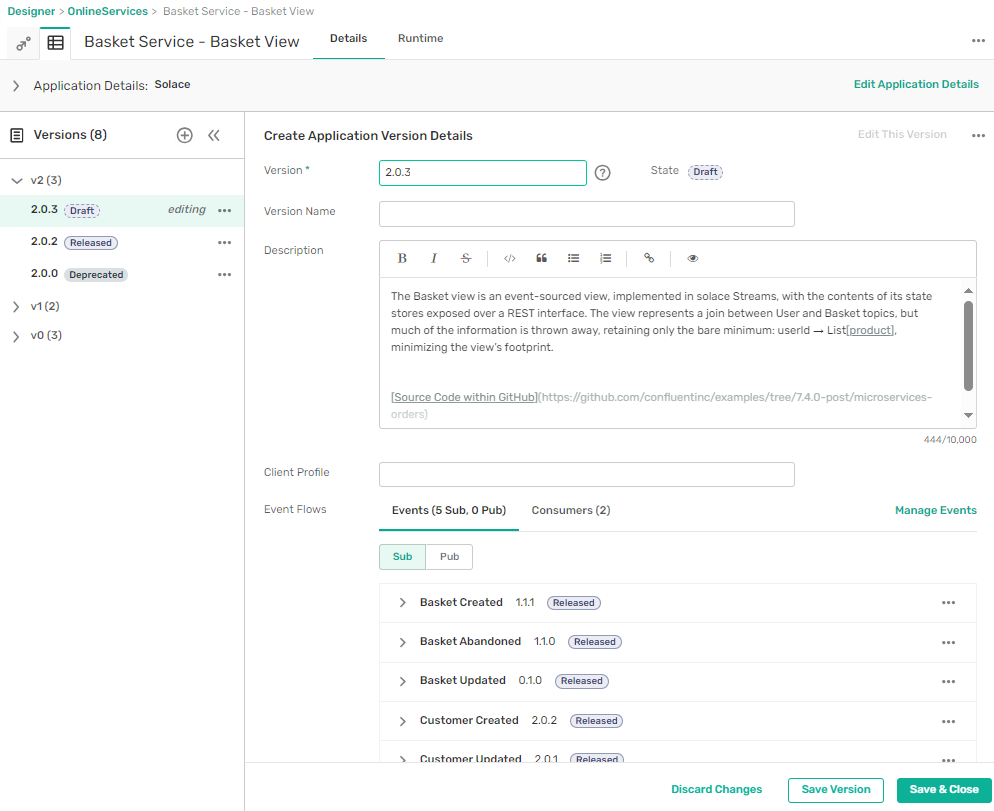 Designer > OnlineServices > Basket Service - Basket View
Basket Service - Basket View
Details
Runtime
Application Details: Solace
Edit Application Details
Versions (8)
v2 (3)
2.0.3 Draft editing
2.0.2 Released
2.0.0 Deprecated
v1 (2)
v0 (3)
Create Application Version Details
Edit This Version
Version * 2.0.3 ?
State Draft
Version Name
Description
B I S </>
The Basket view is an event-sourced view, implemented in solace Streams, with the contents of its state
stores exposed over a REST interface. The view represents a join between User and Basket topics, but
much of the information is thrown away, retaining only the bare minimum: userId → List[product],
minimizing the view's footprint.
[Source Code within GitHub](https://github.com/confluentinc/examples/tree/7.4.0-post/microservices-
orders)
444/10,000
Client Profile
Event Flows
Events (5 Sub, 0 Pub)
Consumers (2)
Manage Events
Sub Pub
Basket Created 1.1.1 Released
Basket Abandoned 1.1.0 Released
Basket Updated 0.1.0 Released
Customer Created 2.0.2 Released
Customer Updated 2.0.1 Released
Discard Changes
Save Version
Save & Close